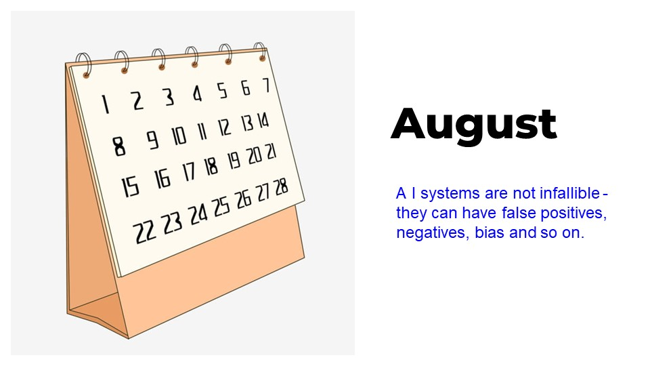 1 2 3 4 5 6 7
8 9 10 11 12 13 14
15 16 17 18 19 20 21
22 23 24 25 26 27 28
August
A I systems are not infallible -
they can have false positives,
negatives, bias and so on.